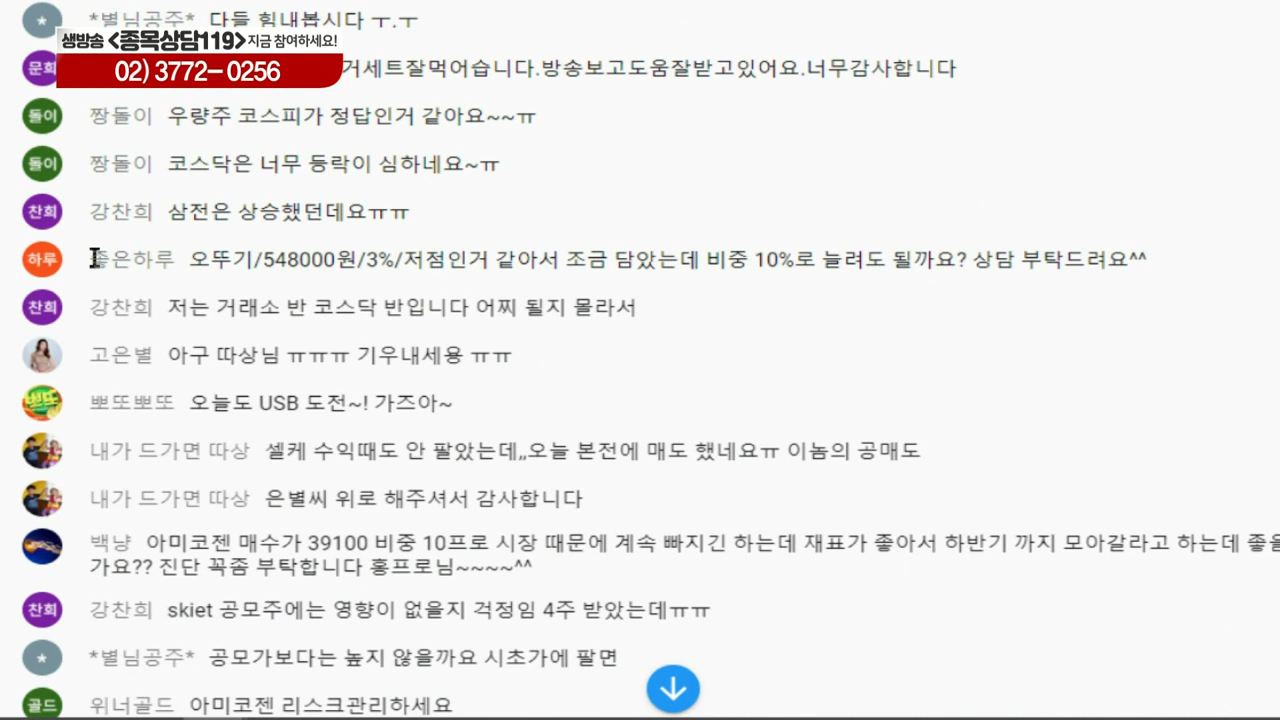 *별님공주* 다들 힘내봅시다 ㅜ.ㅜ
생방송 <종목상담119> 지금 참여하세요!
02) 3772-0256
문희 거세트잘먹어습니다.방송보고도움잘받고있어요.너무감사합니다
돌이 짱돌이 우량주 코스피가 정답인거 같아요~~ㅠ
돌이 짱돌이 코스닥은 너무 등락이 심하네요~ㅠ
찬희 강찬희 삼전은 상승했던데요ㅠㅠ
하루 좋은하루 오뚜기/548000원/3%/저점인거 같아서 조금 담았는데 비중 10%로 늘려도 될까요? 상담 부탁드려요^^
찬희 강찬희 저는 거래소 반 코스닥 반입니다 어찌 될지 몰라서
고은별 아구 따상님 ㅠㅠㅠ 기우내세용 ㅠㅠ
뽀또 뽀또뽀또 오늘도 USB 도전~! 가즈아~
내가 드가면 따상 셀케 수익때도 안 팔았는데,,오늘 본전에 매도 했네요ㅠ 이놈의 공매도
내가 드가면 따상 은별씨 위로 해주셔서 감사합니다
백냥 아미코젠 매수가 39100 비중 10프로 시장 때문에 계속 빠지긴 하는데 재표가 좋아서 하반기 까지 모아갈라고 하는데 좋을
가요?? 진단 꼭좀 부탁합니다 홍프로님~~~~^^
찬희 강찬희 skiet 공모주에는 영향이 없을지 걱정임 4주 받았는데ㅠㅠ
*별님공주* 공모가보다는 높지 않을까요 시초가에 팔면
골드 위너골드 아미코젠 리스크관리하세요